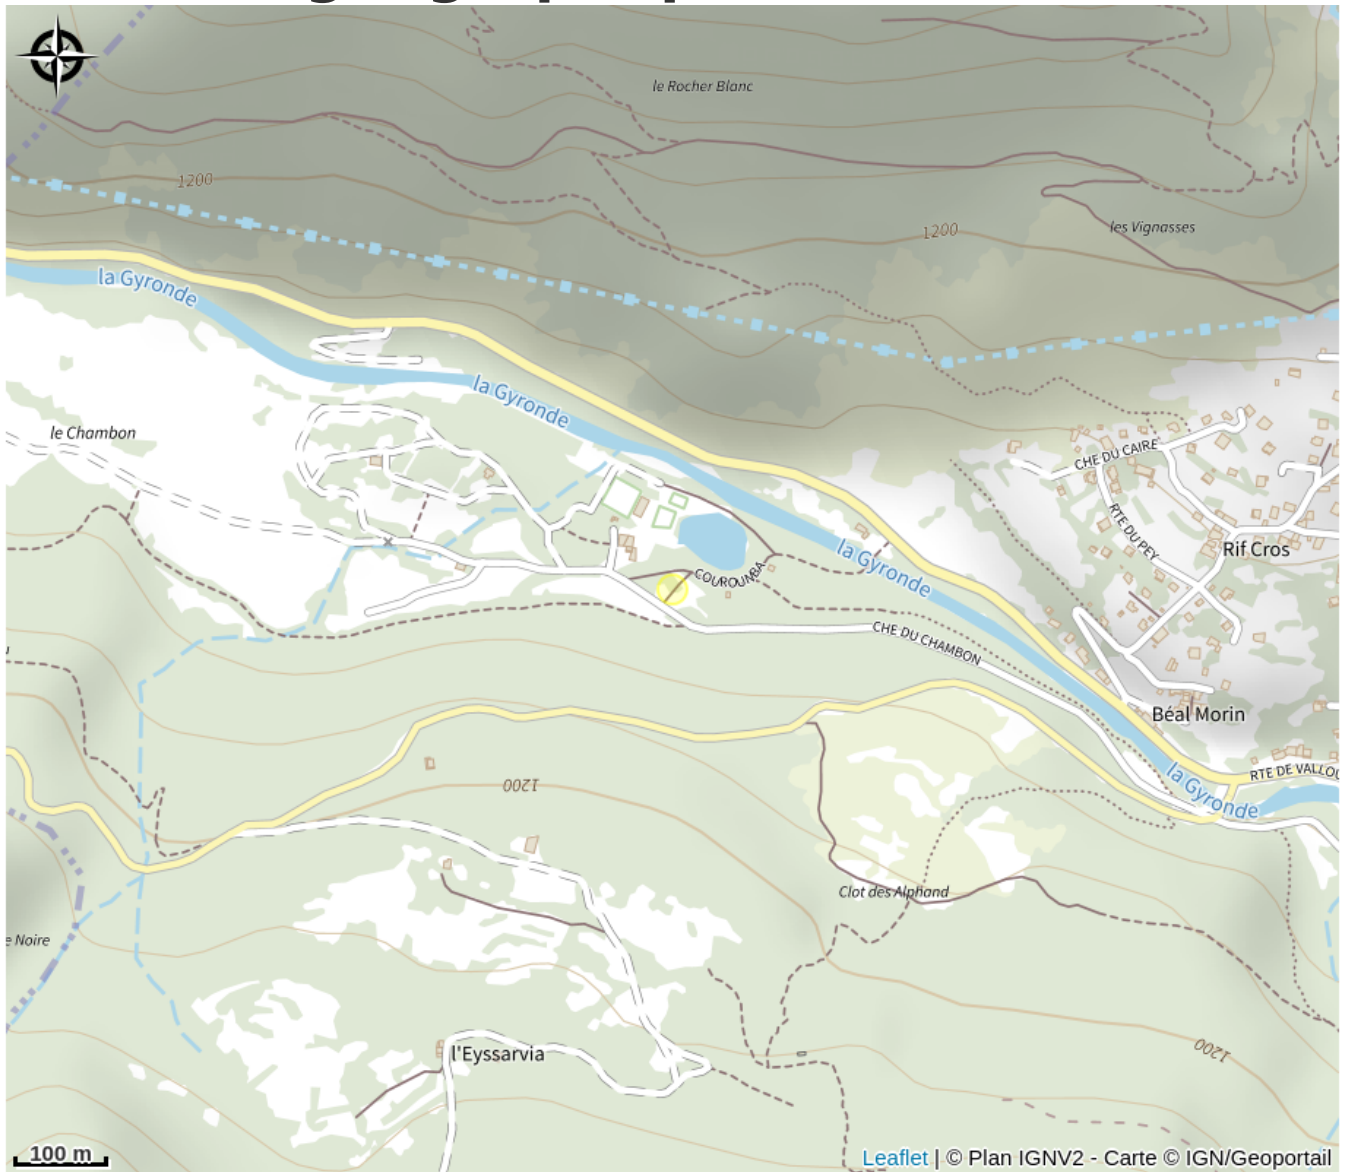 le Rocher Blanc
1200
les Vignasses
1200
la Gyronde
la Gyronde
le Chambon
CHE DU CAIRE
RTE DU PEY
Rif Cros
la Gyronde
COUROUNBA
CHE DU CHAMBON
Béal Morin
RTE DE VALLOU
la Gyronde
1200
Clot des Alphand
e Noire
l'Eyssarvia
1200
100 m
Leaflet | © Plan IGNV2 - Carte © IGN/Geoportail